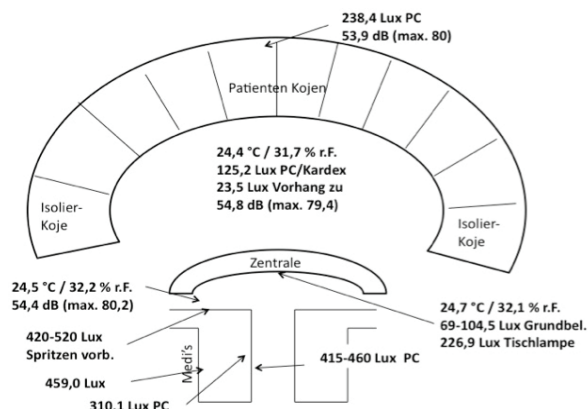 238,4 Lux PC
53,9 dB (max. 80)
Patienten Kojen
24,4 °C / 31,7 % r.F.
125,2 Lux PC/Kardex
23,5 Lux Vorhang zu
54,8 dB (max. 79,4)
Isolier-
Koje
Isolier-
Koje
Zentrale
24,5 °C / 32,2 % r.F.
54,4 dB (max. 80,2)
24,7 °C / 32,1 % r.F.
69-104,5 Lux Grundbel.
226,9 Lux Tischlampe
420-520 Lux
Spritzen vorb.
Medi's
415-460 Lux PC
459,0 Lux
310,1 Lux PC